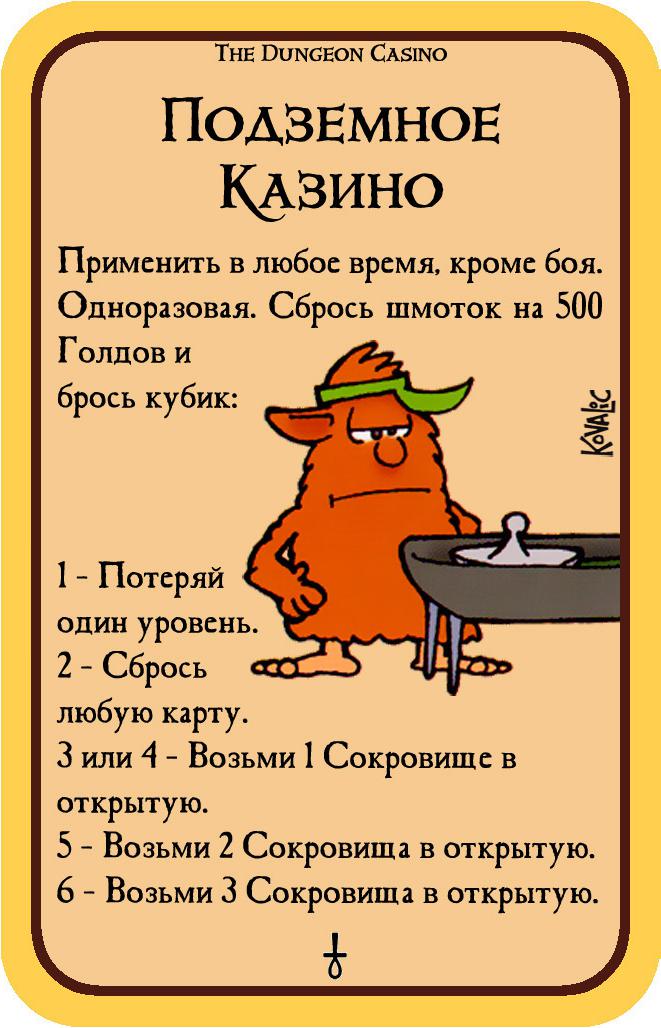 The Dungeon Casino
Подземное
Казино
Применить в любое время, кроме боя.
Одноразовая. Сбрось шмоток на 500
Голдов и
брось кубик:
Kovalic
1 - Потеряй
один уровень.
2 - Сбрось
любую карту.
3 или 4 - Возьми 1 Сокровище в
открытую.
5 - Возьми 2 Сокровища в открытую.
6 - Возьми 3 Сокровища в открытую.